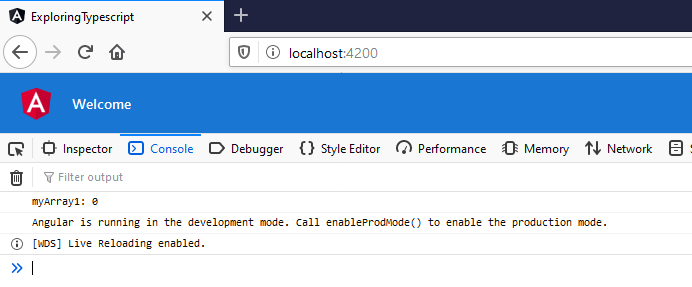 ExploringTypescript
localhost:4200
Welcome
Inspector Console Debugger Style Editor Performance Memory Network
Filter output
myArray1: 0
Angular is running in the development mode. Call enableProdMode() to enable the production mode.
[WDS] Live Reloading enabled.